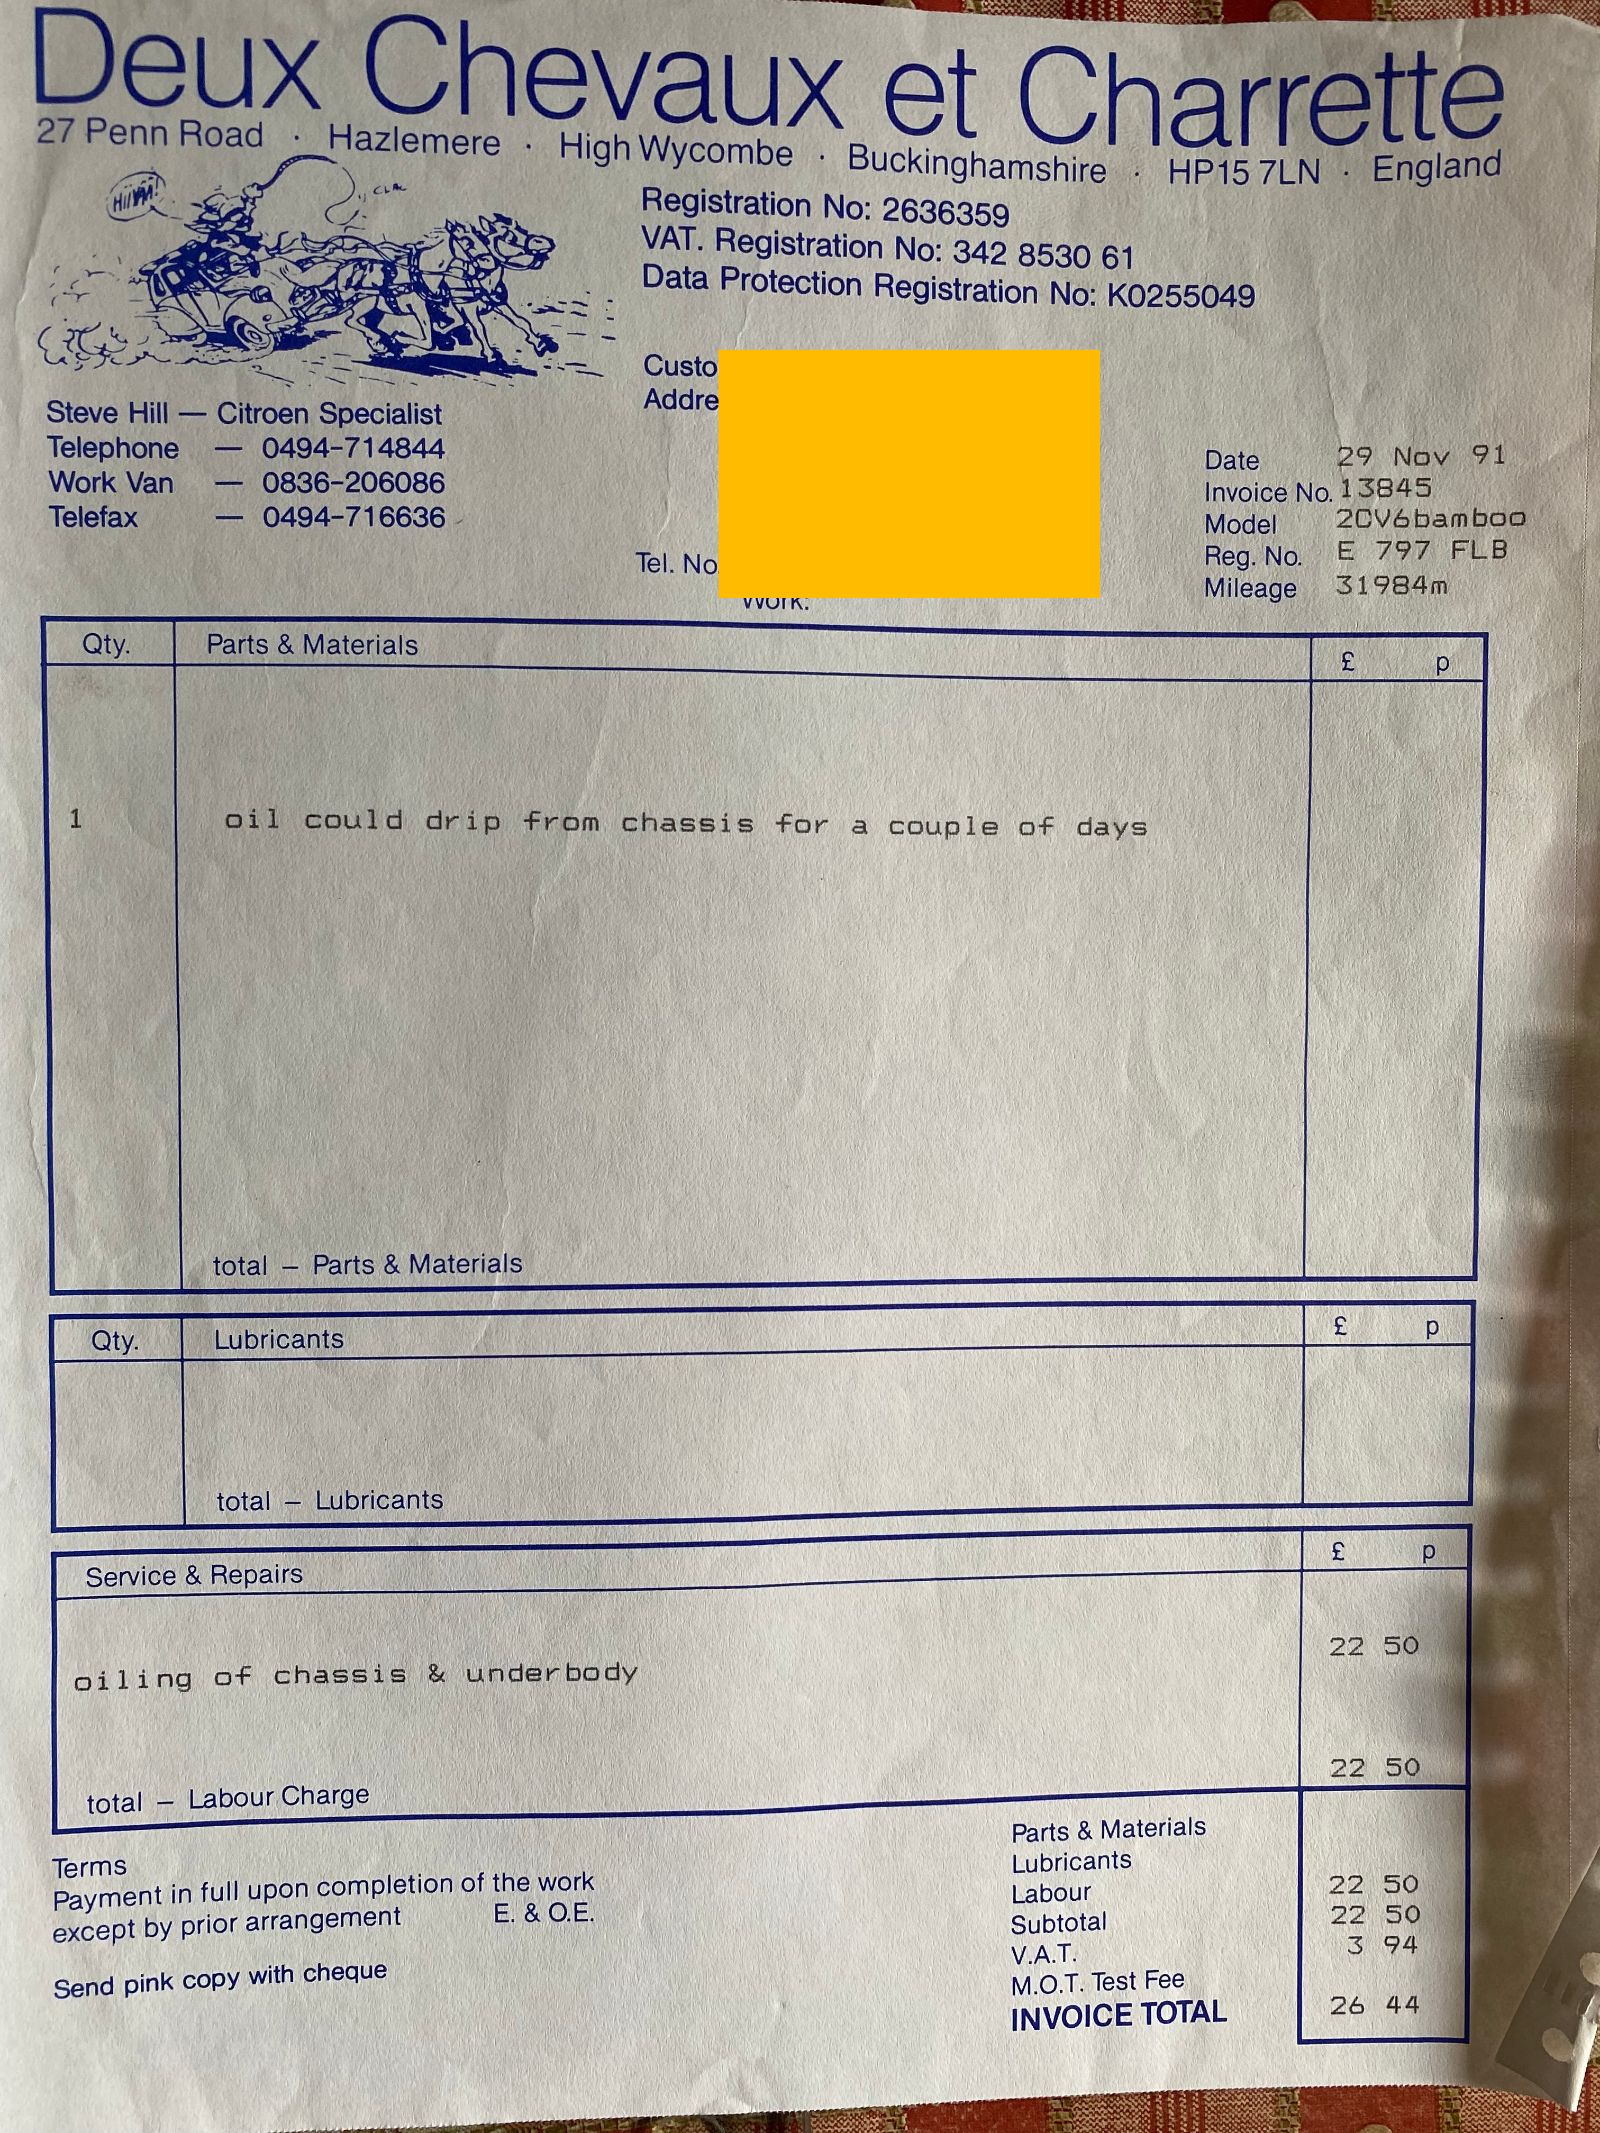 Deux Chevaux et Charrette
27 Penn Road · Hazlemere · High Wycombe · Buckinghamshire · HP15 7LN · England
HiiYAA!
CLAC
Registration No: 2636359
VAT. Registration No: 342 8530 61
Data Protection Registration No: K0255049
Custo
Addre
Steve Hill — Citroen Specialist
Telephone — 0494-714844
Work Van — 0836-206086
Telefax — 0494-716636
Tel. No
Work:
Date 29 Nov 91
Invoice No. 13845
Model 2CV6bamboo
Reg. No. E 797 FLB
Mileage 31984m
Qty. Parts & Materials £ p
1 oil could drip from chassis for a couple of days
total – Parts & Materials
Qty. Lubricants £ p
total – Lubricants
Service & Repairs £ p
oiling of chassis & underbody 22 50
total – Labour Charge 22 50
Terms
Payment in full upon completion of the work
except by prior arrangement E. & O.E.
Send pink copy with cheque
Parts & Materials
Lubricants
Labour 22 50
Subtotal 22 50
V.A.T. 3 94
M.O.T. Test Fee
INVOICE TOTAL 26 44